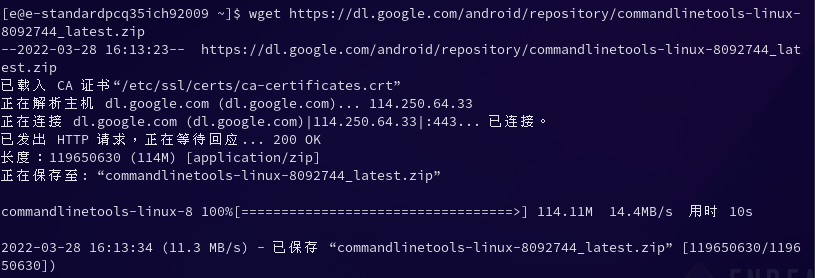 [e@e-standardpcq35ich92009 ~]$ wget https://dl.google.com/android/repository/commandlinetools-linux-
8092744_latest.zip
--2022-03-28 16:13:23--  https://dl.google.com/android/repository/commandlinetools-linux-8092744_lat
est.zip
已载入 CA 证书“/etc/ssl/certs/ca-certificates.crt”
正在解析主机 dl.google.com (dl.google.com)... 114.250.64.33
正在连接 dl.google.com (dl.google.com)|114.250.64.33|:443... 已连接。
已发出 HTTP 请求，正在等待回应... 200 OK
长度：119650630 (114M) [application/zip]
正在保存至: “commandlinetools-linux-8092744_latest.zip”
commandlinetools-linux-8 100%[==================================>] 114.11M  14.4MB/s  用时 10s
2022-03-28 16:13:34 (11.3 MB/s) - 已保存 “commandlinetools-linux-8092744_latest.zip” [119650630/1196
50630])